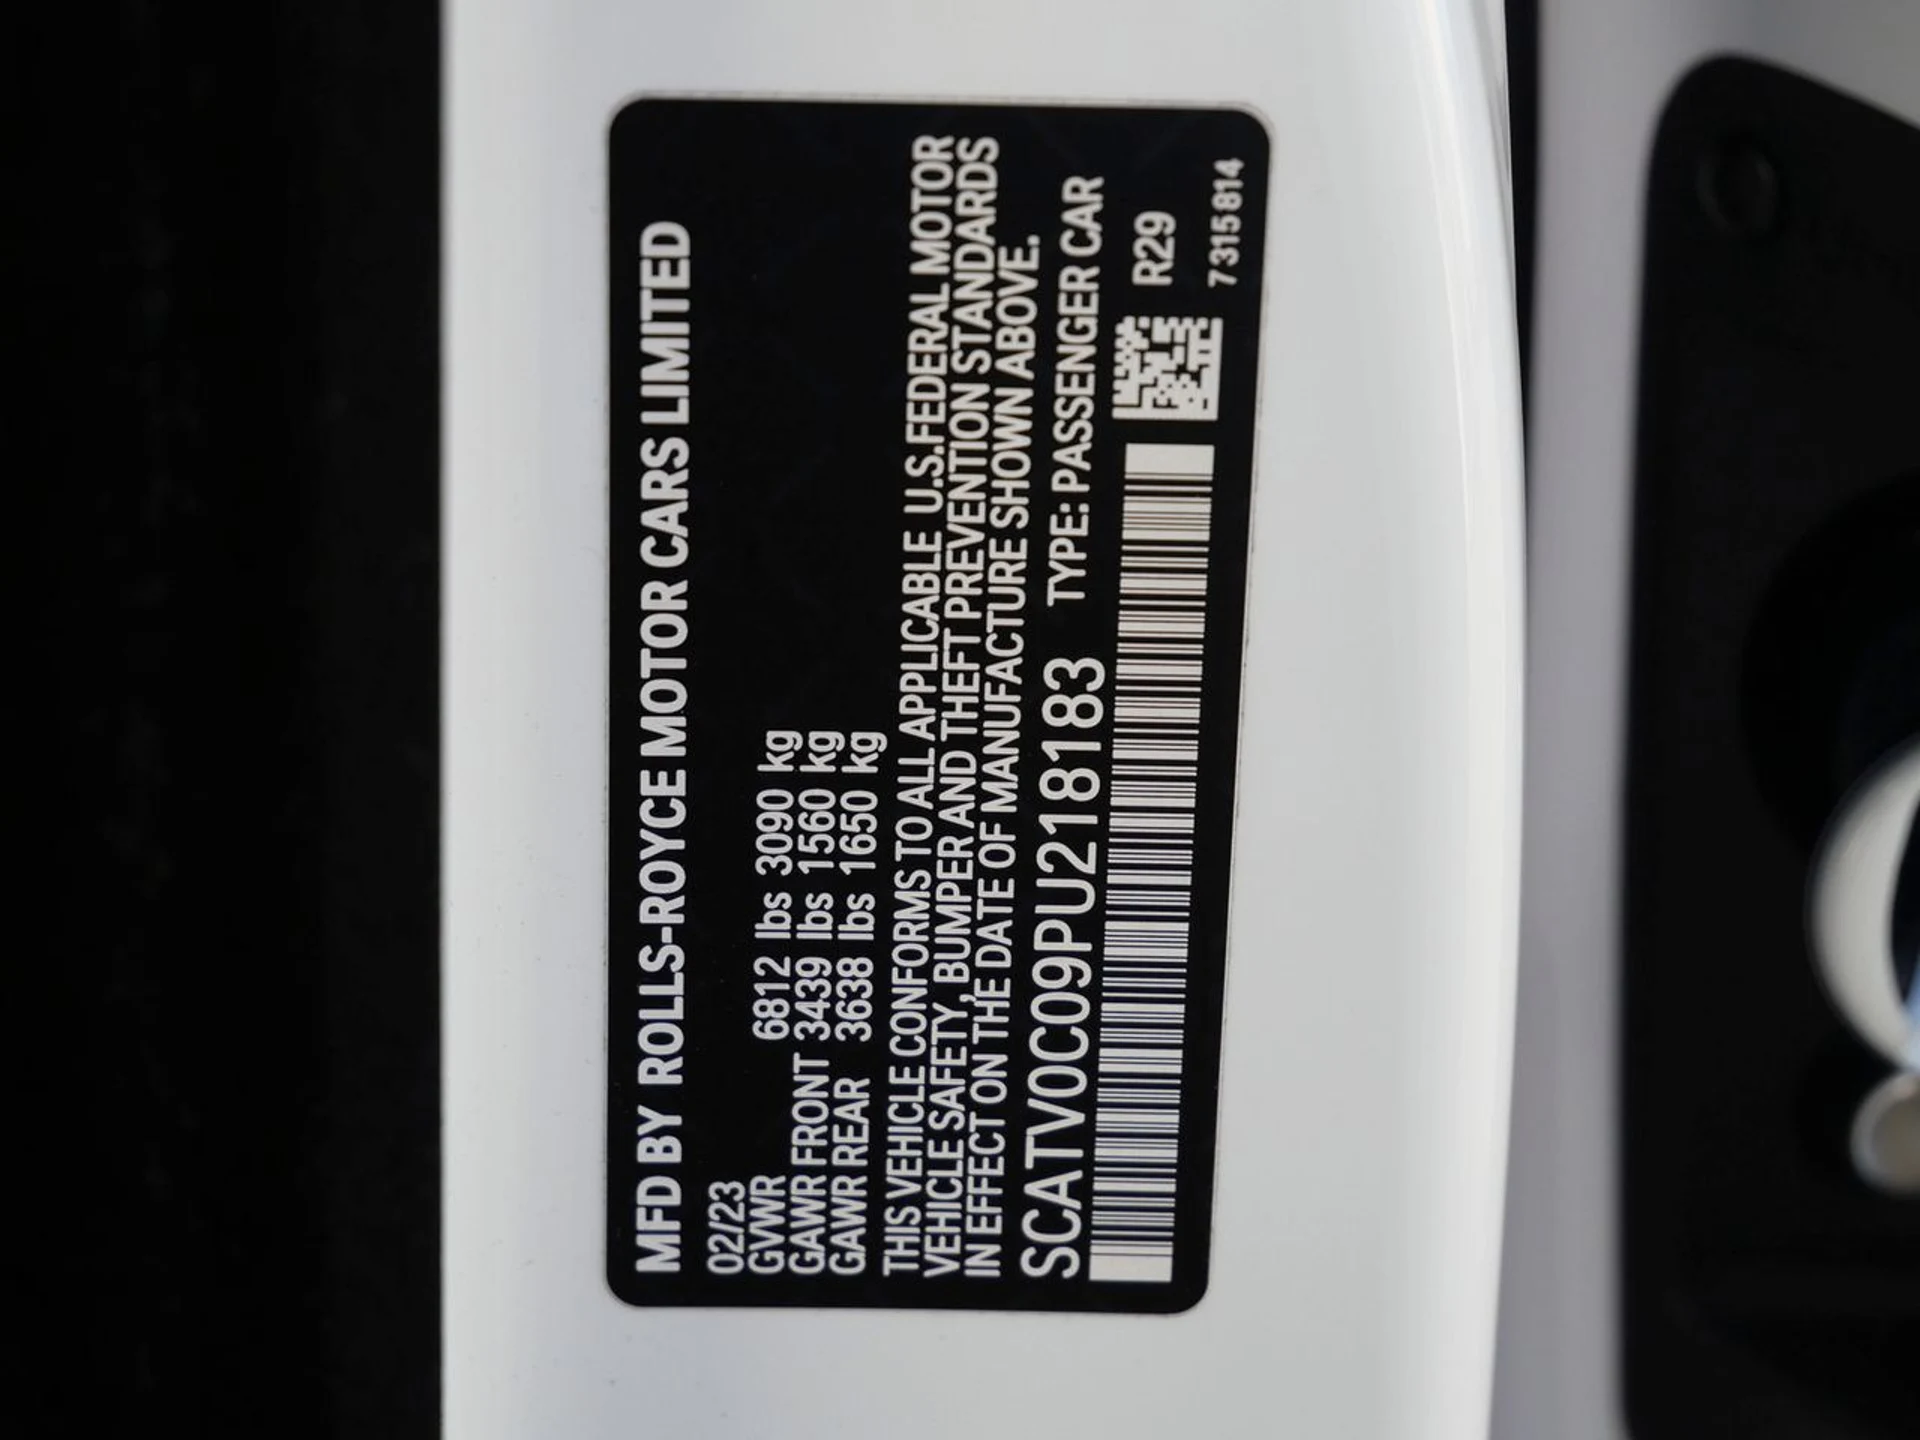 MFD BY ROLLS-ROYCE MOTOR CARS LIMITED
02/23
GVWR 6812 lbs 3090 kg
GAWR FRONT 3439 lbs 1560 kg
GAWR REAR 3638 lbs 1650 kg
THIS VEHICLE CONFORMS TO ALL APPLICABLE U.S. FEDERAL MOTOR
VEHICLE SAFETY, BUMPER AND THEFT PREVENTION STANDARDS
IN EFFECT ON THE DATE OF MANUFACTURE SHOWN ABOVE.
SCATV0C09PU218183 TYPE: PASSENGER CAR
R29
7315814